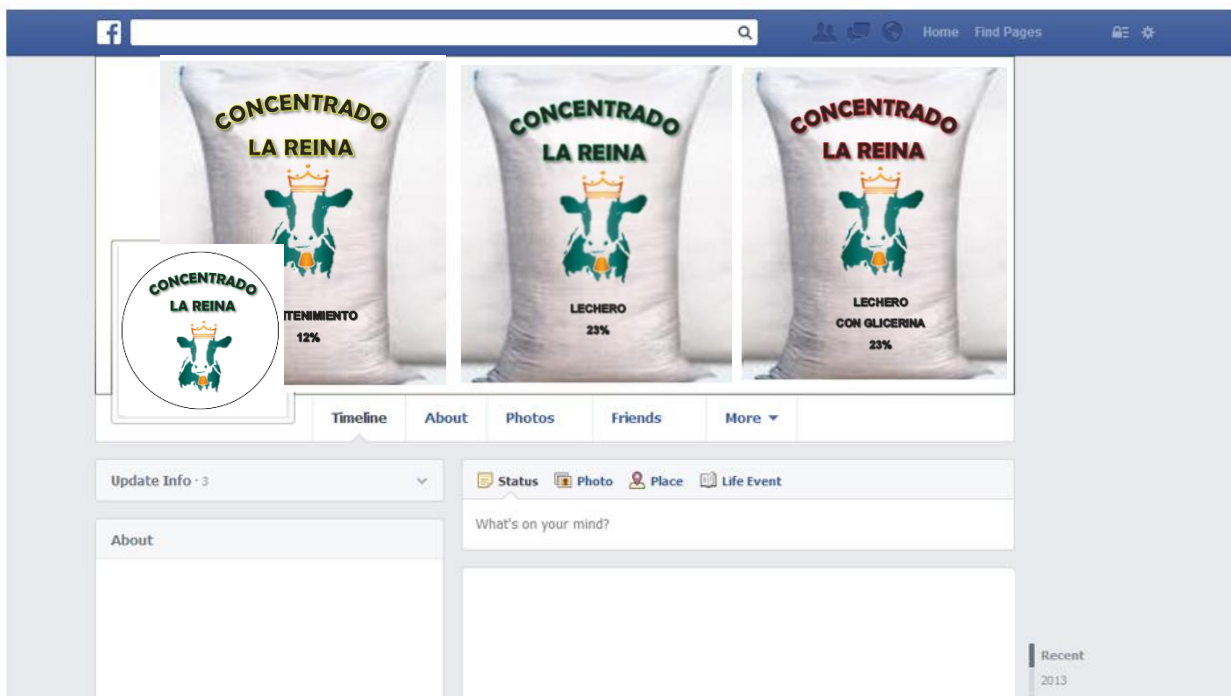 f
Home Find Pages
CONCENTRADO
LA REINA
TENIMIENTO
12%
CONCENTRADO
LA REINA
LECHERO
23%
CONCENTRADO
LA REINA
LECHERO
CON GLICERINA
23%
CONCENTRADO
LA REINA
Timeline About Photos Friends More
Update Info · 3
Status Photo Place Life Event
What's on your mind?
About
Recent
2013